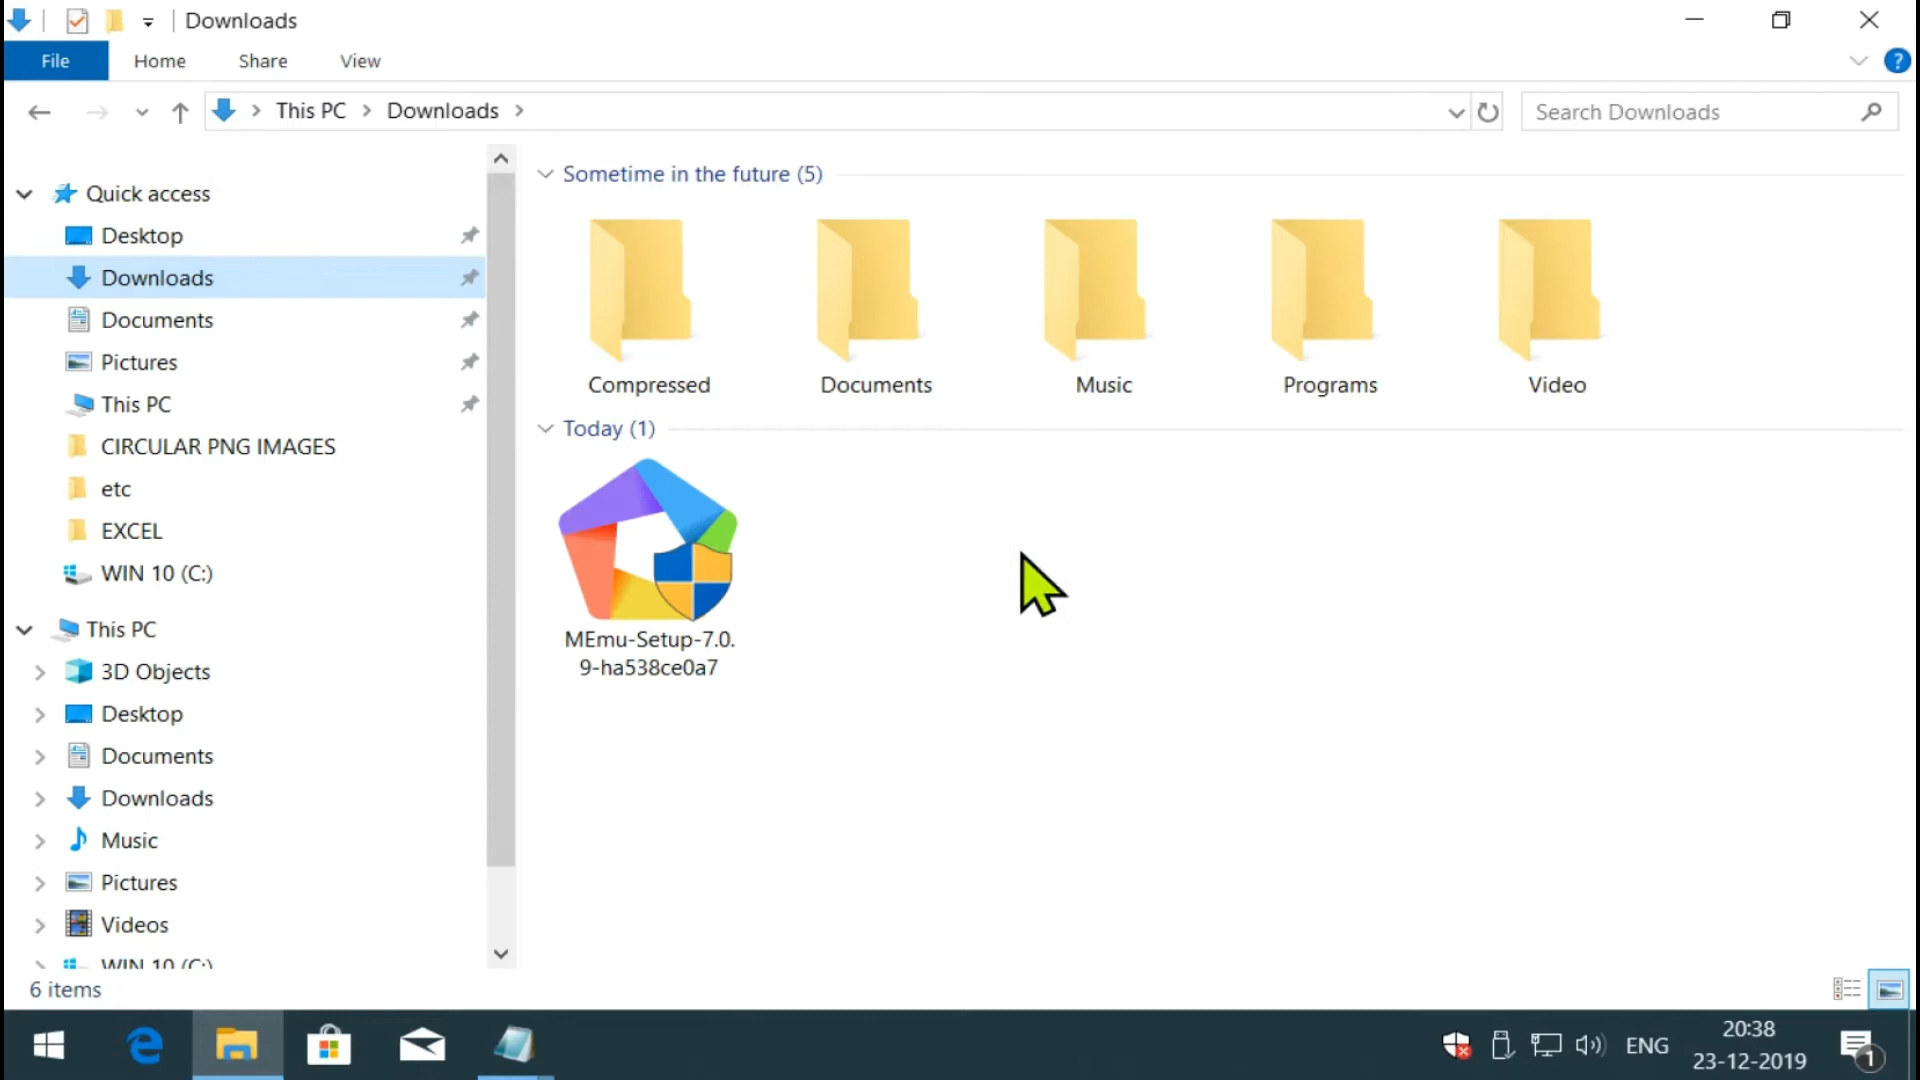 Downloads
File Home Share View
This PC Downloads
Search Downloads
Quick access
Desktop
Downloads
Documents
Pictures
This PC
CIRCULAR PNG IMAGES
etc
EXCEL
WIN 10 (C:)
This PC
3D Objects
Desktop
Documents
Downloads
Music
Pictures
Videos
WIN 10 (C:)
Sometime in the future (5)
Compressed
Documents
Music
Programs
Video
Today (1)
MEmu-Setup-7.0.
9-ha538ce0a7
6 items
ENG
20:38
23-12-2019
1